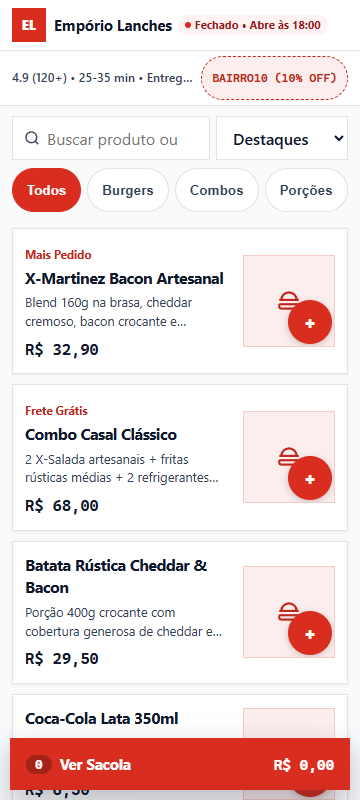 EL
Empório Lanches
Fechado • Abre às 18:00
4.9 (120+) • 25-35 min • Entreg...
BAIRRO10 (10% OFF)
Buscar produto ou
Destaques
Todos
Burgers
Combos
Porções
Mais Pedido
X-Martinez Bacon Artesanal
Blend 160g na brasa, cheddar
cremoso, bacon crocante e...
R$ 32,90
+
Frete Grátis
Combo Casal Clássico
2 X-Salada artesanais + fritas
rústicas médias + 2 refrigerantes...
R$ 68,00
+
Batata Rústica Cheddar &
Bacon
Porção 400g crocante com
cobertura generosa de cheddar e...
R$ 29,50
+
Coca-Cola Lata 350ml
0
Ver Sacola
R$ 0,00